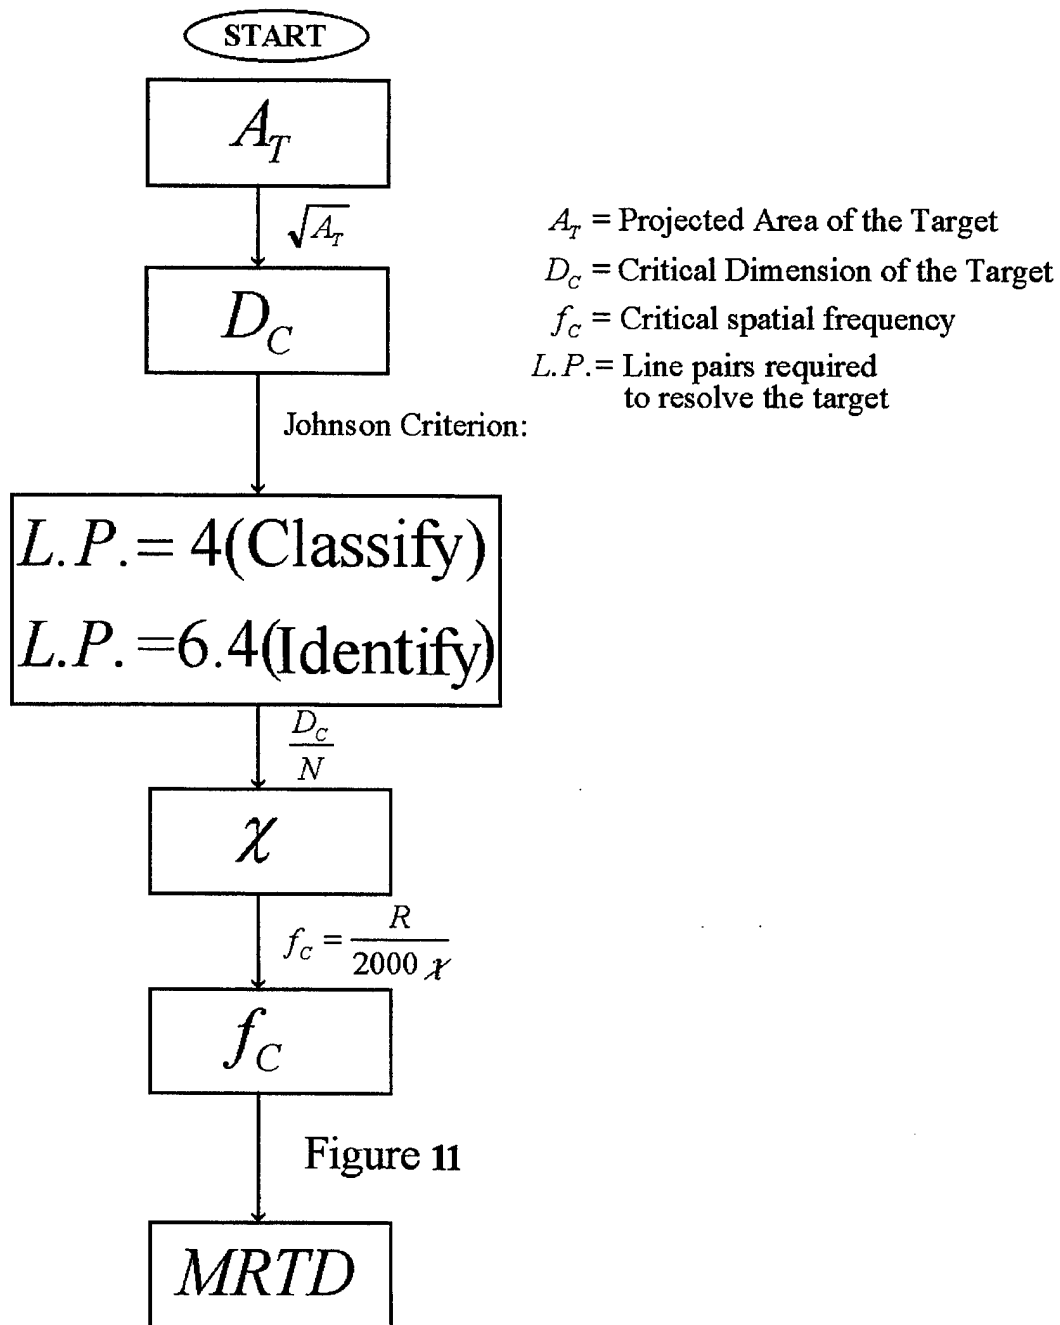 START
A_T
√A_T
A_T = Projected Area of the Target
D_C = Critical Dimension of the Target
f_C = Critical spatial frequency
L.P. = Line pairs required
to resolve the target
D_C
Johnson Criterion:
L.P. = 4(Classify)
L.P. =6.4(Identify)
D_C/N
χ
f_C = R/2000 χ
f_C
Figure 11
MRTD